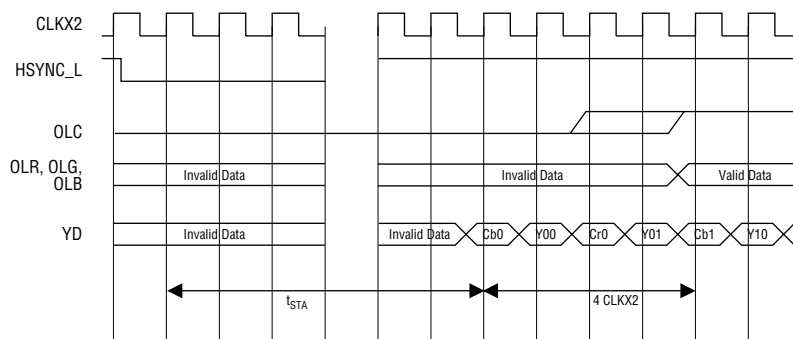 CLKX2
HSYNC_L
OLC
OLR, OLG,
OLB
Invalid Data
Invalid Data
Valid Data
YD
Invalid Data
Invalid Data
Cb0
Y00
Cr0
Y01
Cb1
Y10
tSTA
4 CLKX2